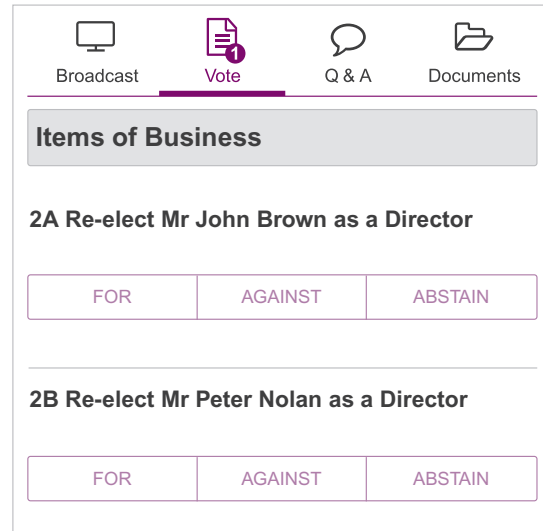 1
Broadcast Vote Q & A Documents
Items of Business
2A Re-elect Mr John Brown as a Director
FOR AGAINST ABSTAIN
2B Re-elect Mr Peter Nolan as a Director
FOR AGAINST ABSTAIN